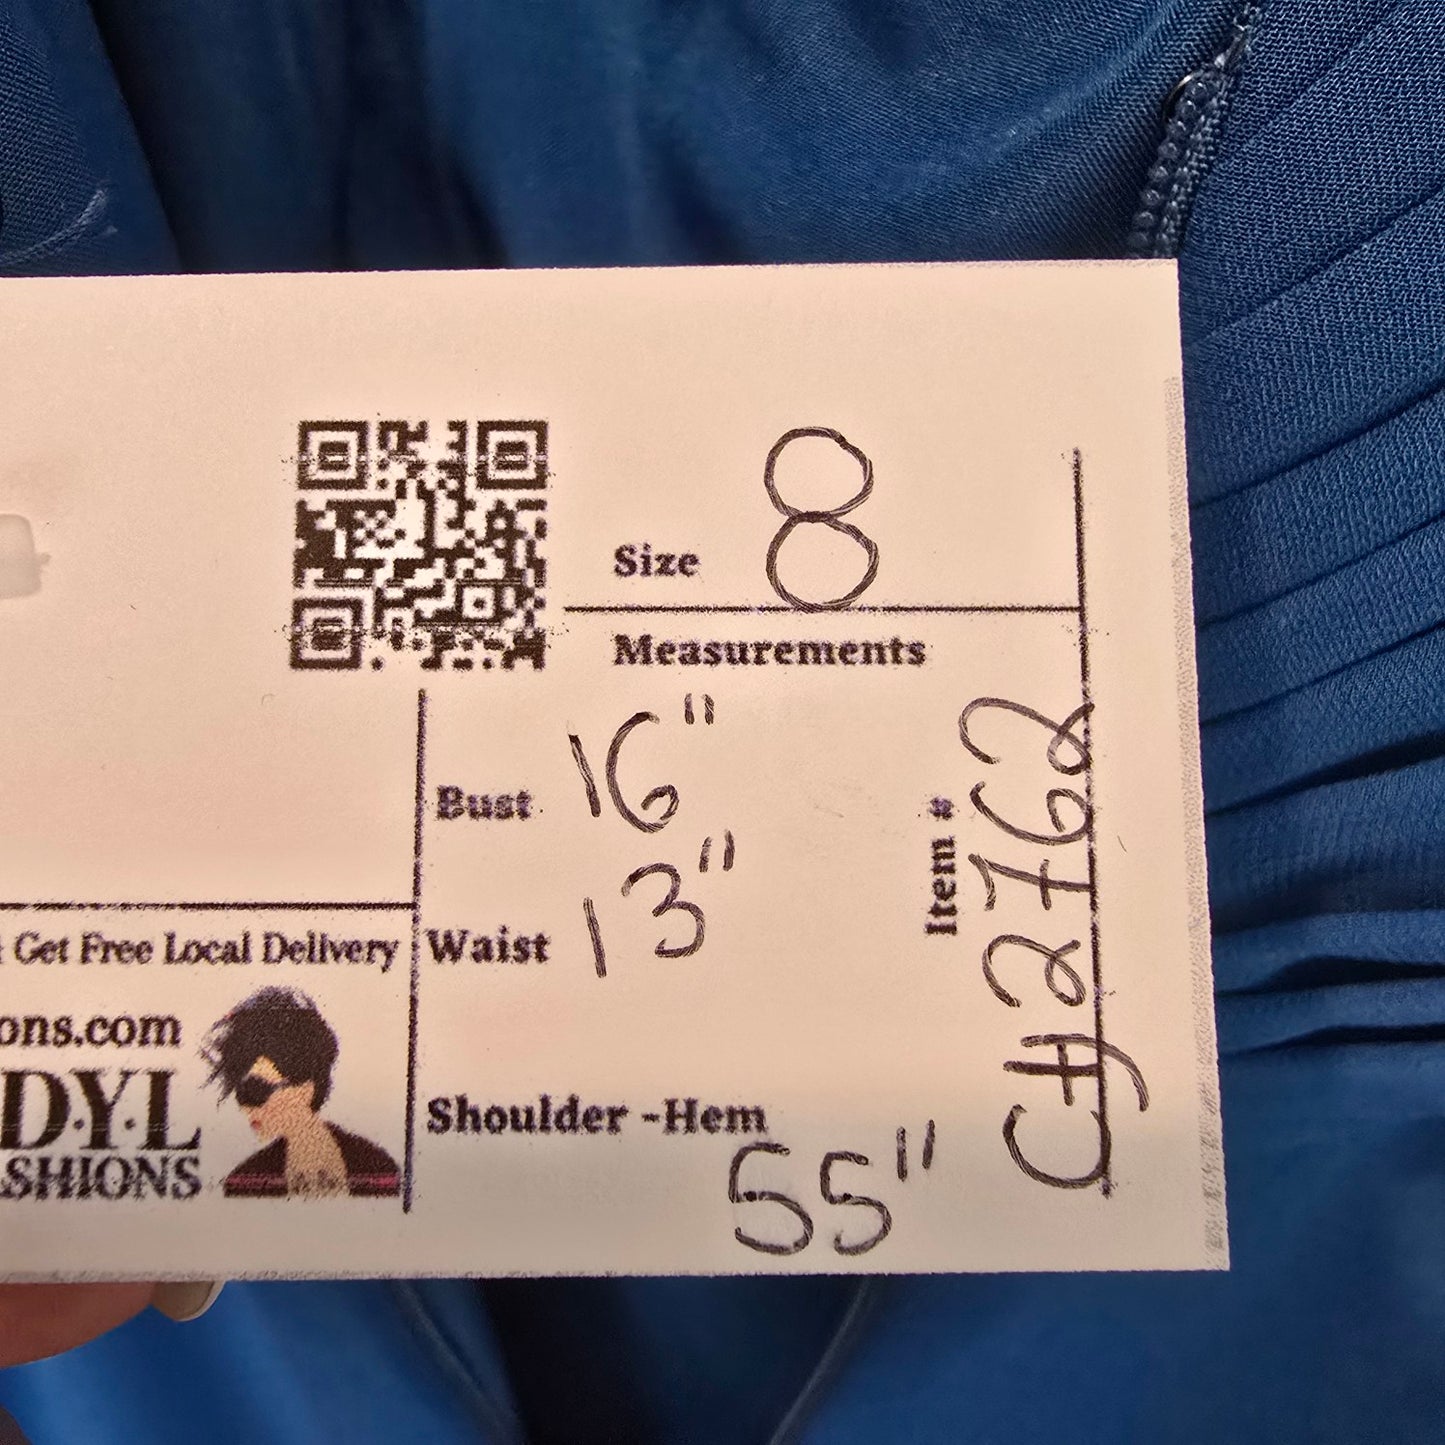 Size 8
Measurements
Bust 16"
Waist 13"
Shoulder -Hem
55"
Item # CH2762
Get Free Local Delivery
ons.com
D.Y.L
SHIONS